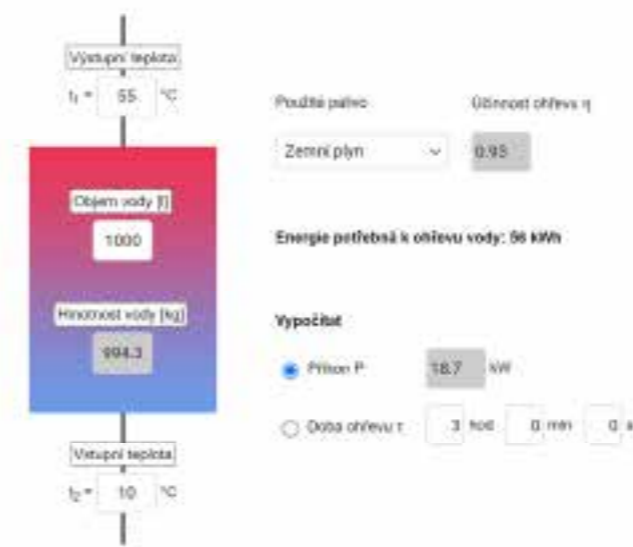 Výstupní teplota
t₁ = 55 °C
Objem vody [l]
1000
Hmotnost vody [kg]
994.3
Vstupní teplota
t₂ = 10 °C
Použité palivo
Účinnost ohřevu η
Zemní plyn
0.93
Energie potřebná k ohřevu vody: 56 kWh
Vypočítat
Příkon P
18.7 kW
Doba ohřevu τ
3 hod 0 min 0 s